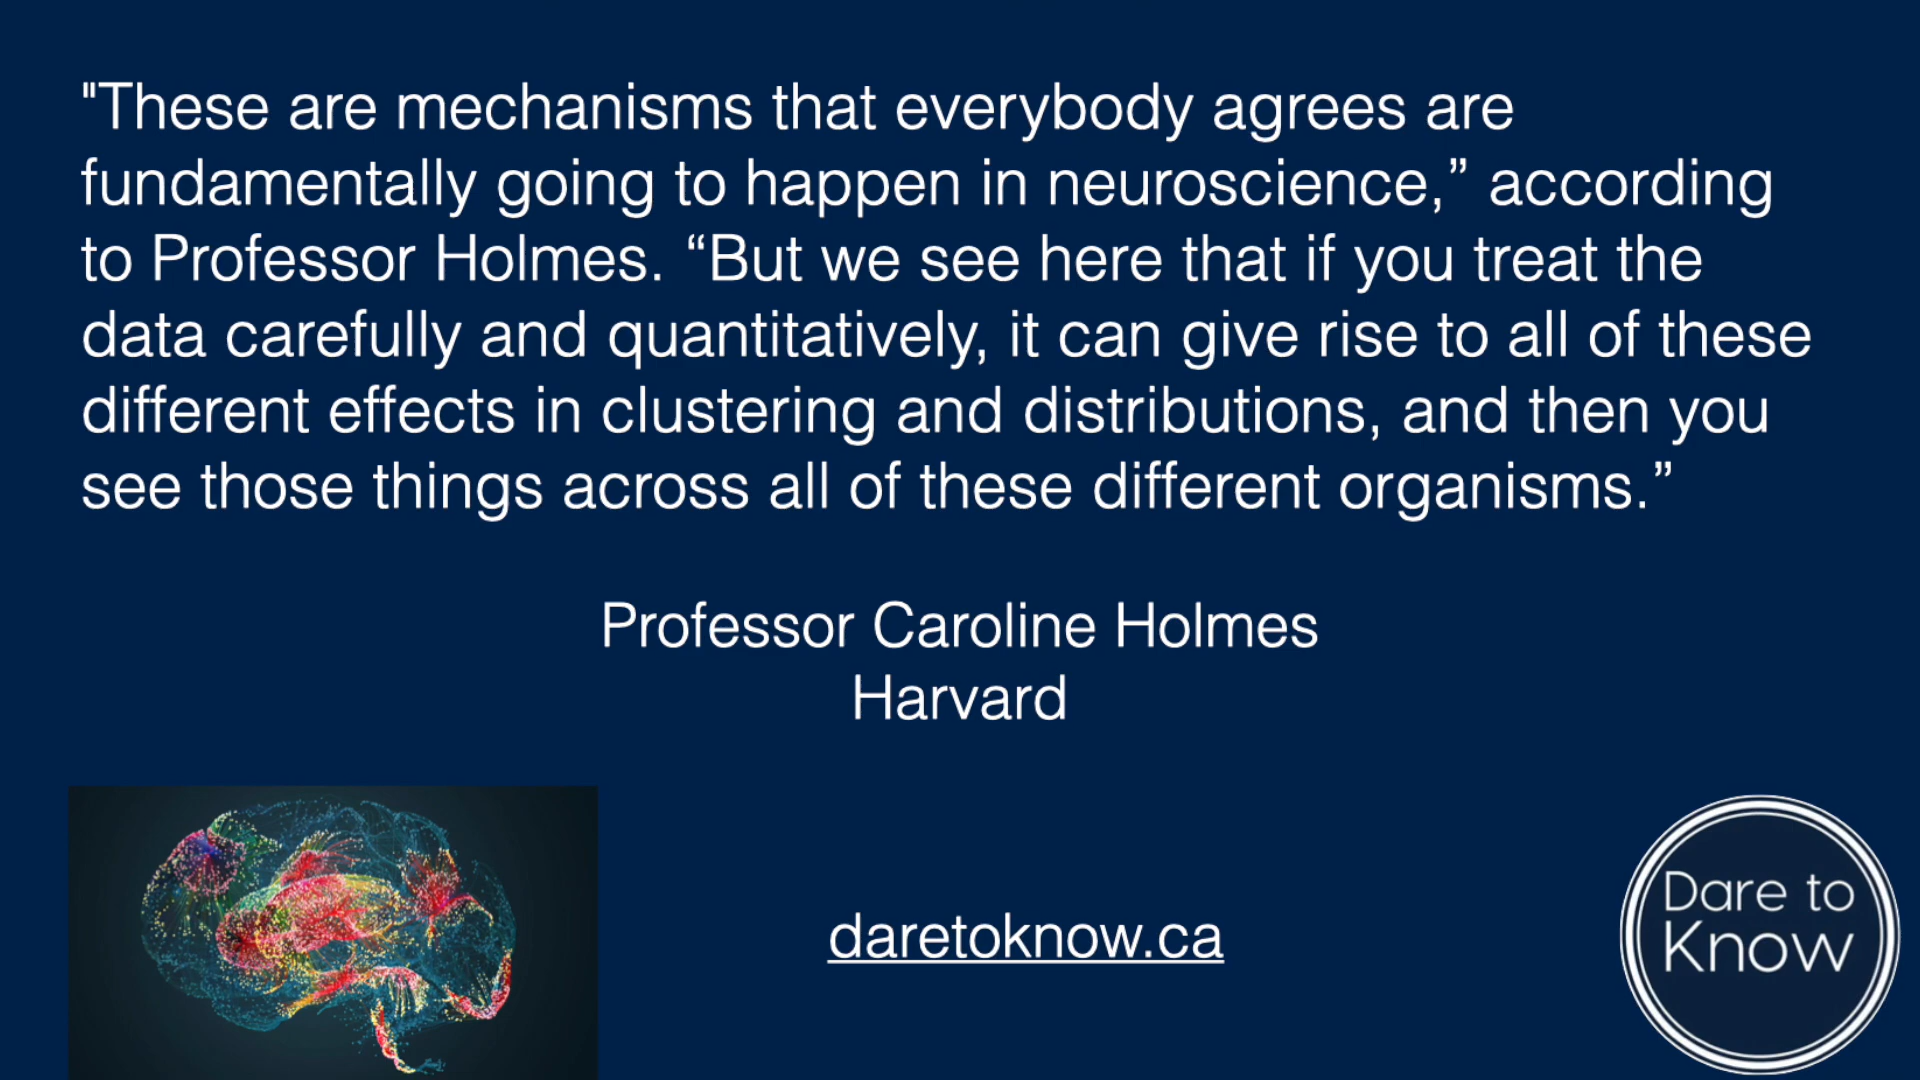 "These are mechanisms that everybody agrees are
fundamentally going to happen in neuroscience,” according
to Professor Holmes. “But we see here that if you treat the
data carefully and quantitatively, it can give rise to all of these
different effects in clustering and distributions, and then you
see those things across all of these different organisms.”
Professor Caroline Holmes
Harvard
daretoknow.ca
Dare to
Know